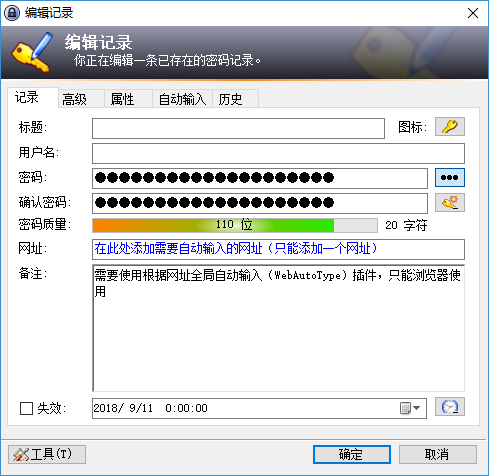 编辑记录
编辑记录
你正在编辑一条已存在的密码记录。
记录 高级 属性 自动输入 历史
标题: 图标:
用户名:
密码: ●●●●●●●●●●●●●●●●●●●● •••
确认密码: ●●●●●●●●●●●●●●●●●●●●
密码质量: 110 位 20 字符
网址: 在此处添加需要自动输入的网址（只能添加一个网址）
备注: 需要使用根据网址全局自动输入（WebAutoType）插件，只能浏览器使
用
失效: 2018/ 9/11 0:00:00
工具(T) 确定 取消